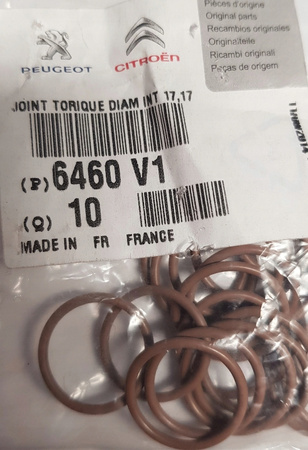 PEUGEOT
CITROËN
Pièces d'origine
Original parts
Recambios originales
Originalteile
Ricambi originali
Peças de origem
JOINT TORIQUE DIAM INT 17,17
(P) 6460 V1
(Q) 10
MADE IN FR FRANCE